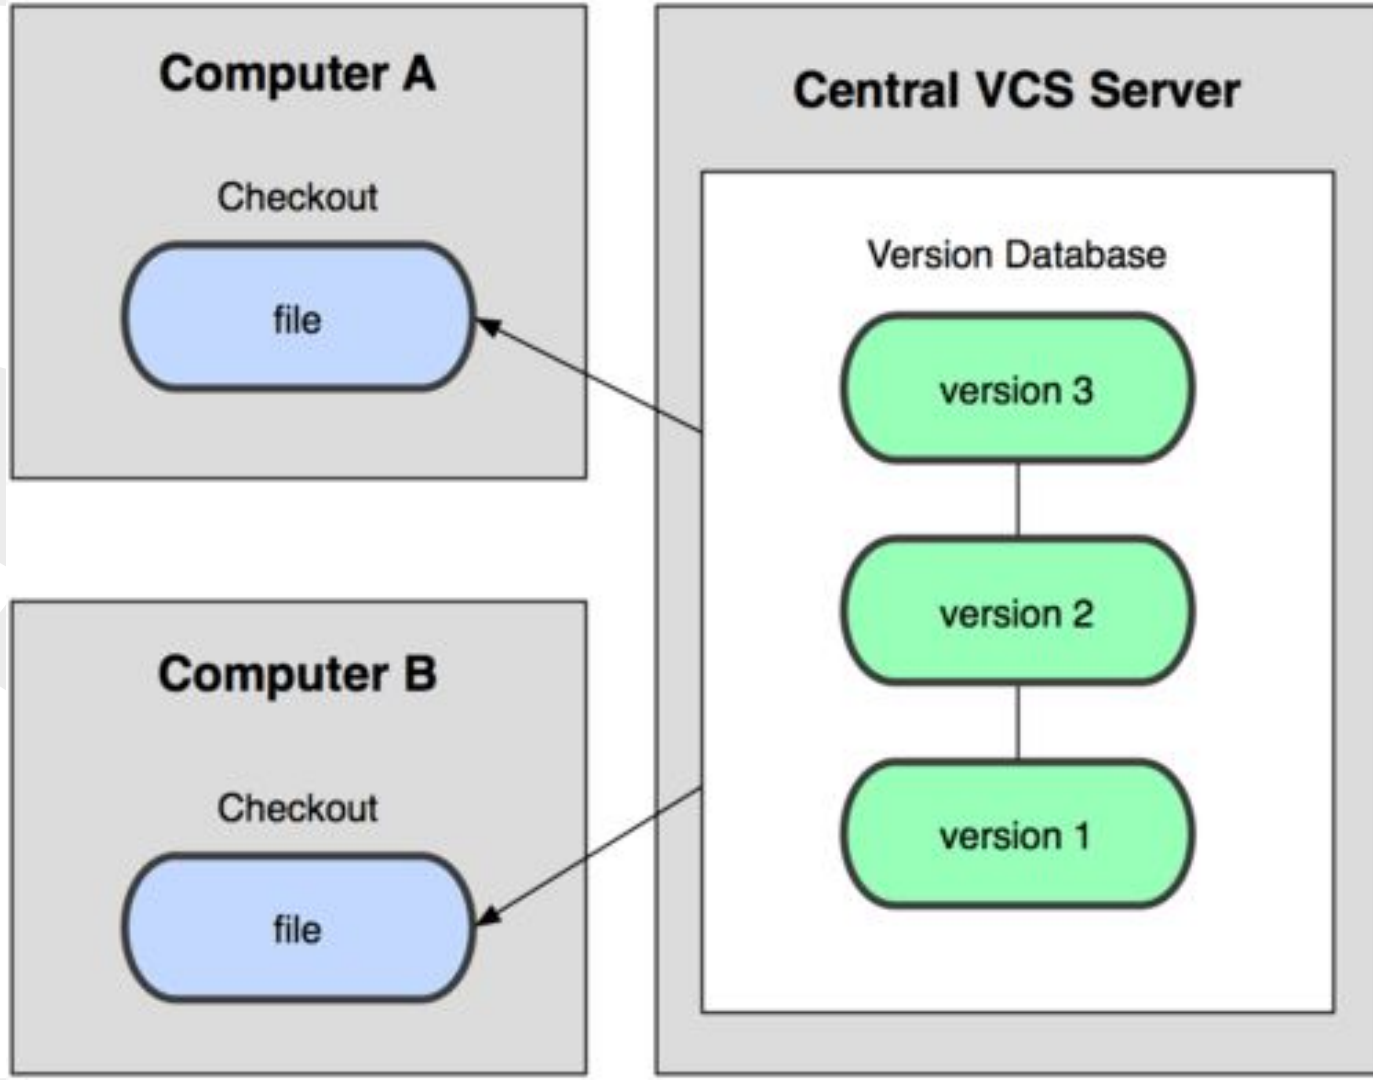 Computer A
Checkout
file
Computer B
Checkout
file
Central VCS Server
Version Database
version 3
version 2
version 1